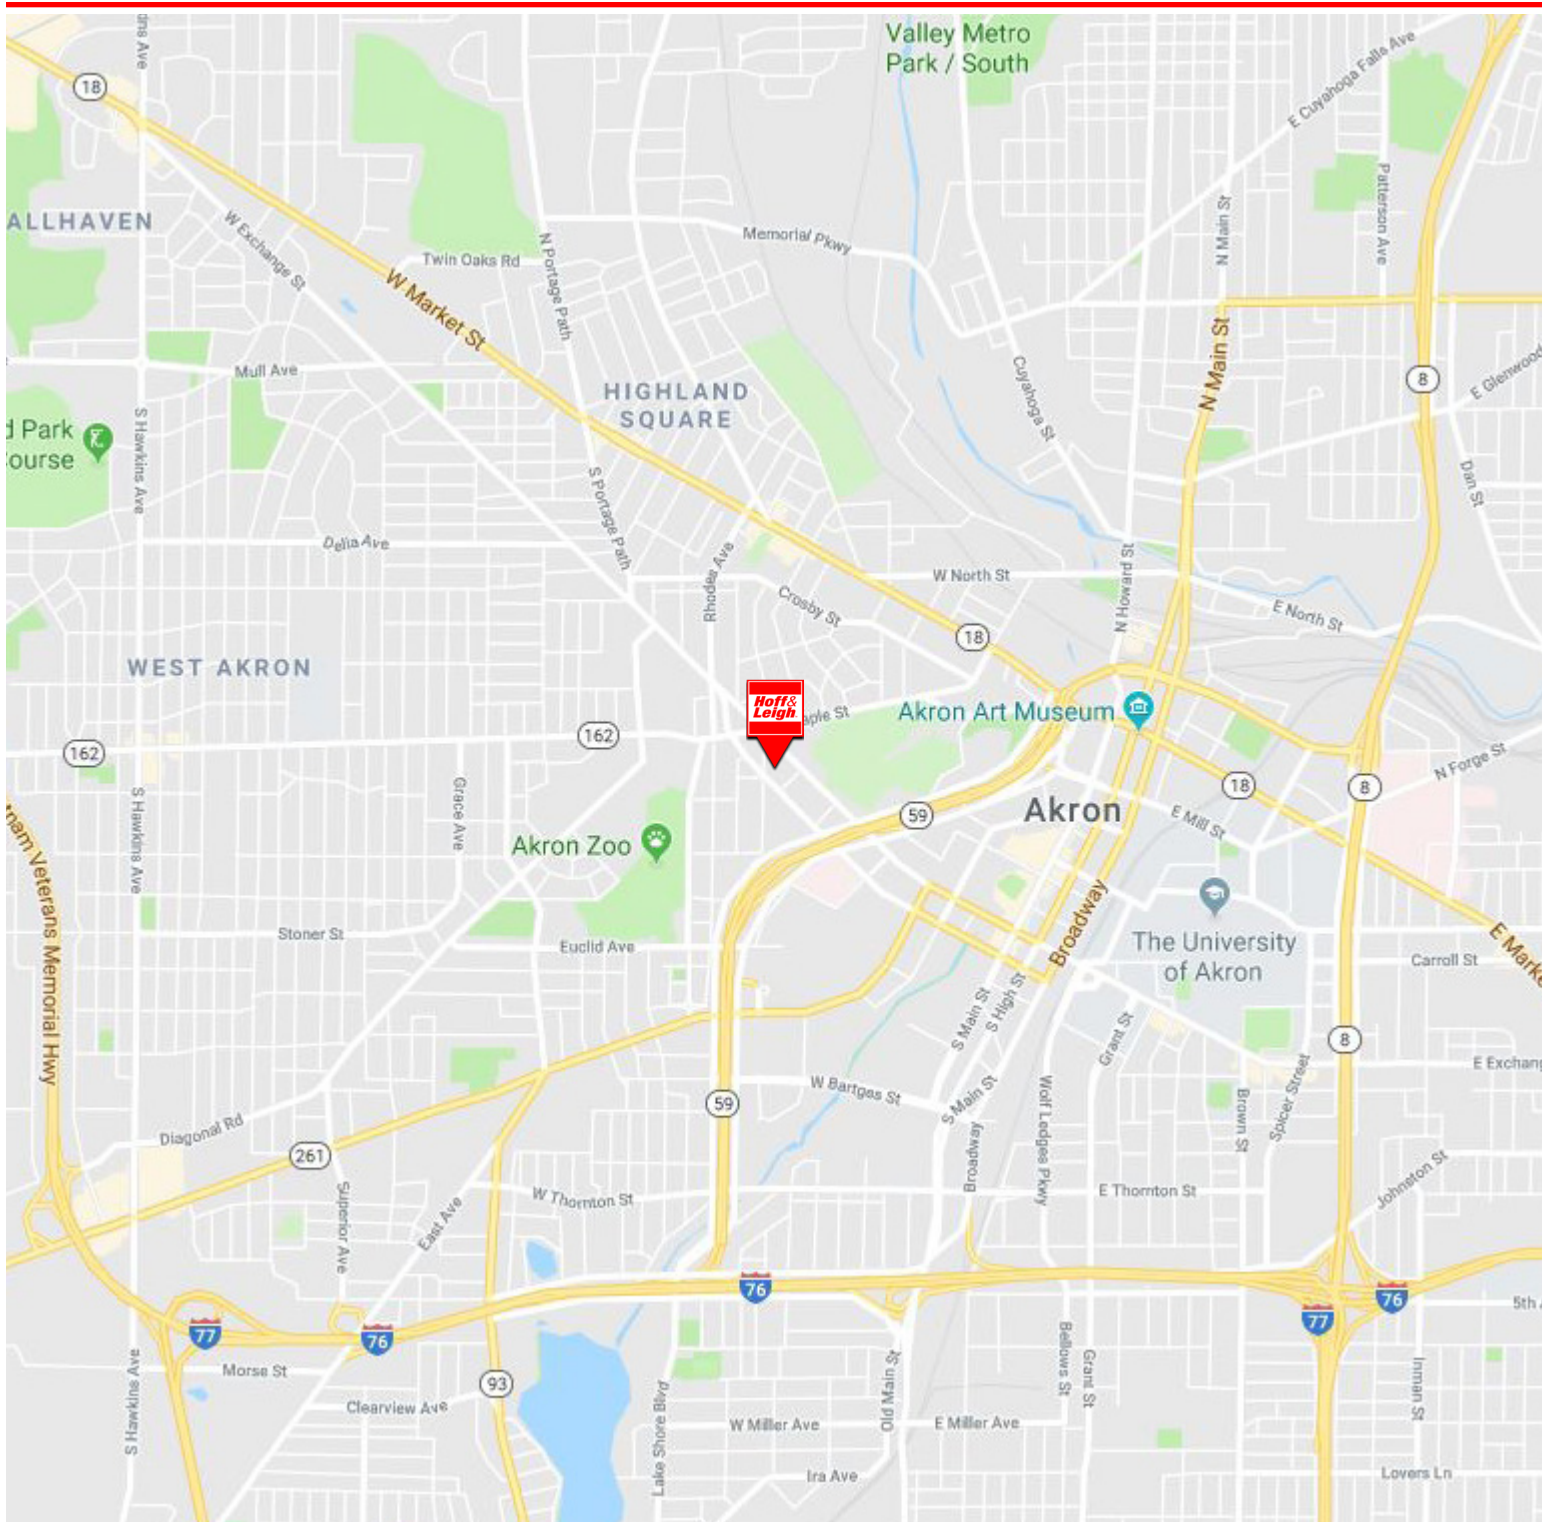 kins Ave
Valley Metro
Park / South
18
E Cuyahoga Falls Ave
Patterson Ave
ALLHAVEN
W Exchange St
Twin Oaks Rd
N Portage Path
Memorial Pkwy
N Main St
W Market St
Mull Ave
HIGHLAND
SQUARE
Cuyahoga St
N Main St
8
E Glenwood
d Park
ourse
S Hawkins Ave
S Portage Path
Dan St
Delia Ave
Rhodes Ave
W North St
N Howard St
Crosby St
E North St
18
WEST AKRON
Hoff&
Leigh
aple St
Akron Art Museum
162
162
N Forge St
S Hawkins Ave
Grace Ave
18
8
59
Akron
E Mill St
Akron Zoo
nam Veterans Memorial Hwy
Broadway
Stoner St
Euclid Ave
The University
of Akron
E Marke
Carroll St
S Main St
S High St
Grant St
8
E Exchang
W Bartges St
S Main St
Wolf Ledges Pkwy
Brown St
Spicer Street
59
Diagonal Rd
261
Broadway
Superior Ave
East Ave
W Thornton St
E Thornton St
Johnston St
76
76
77
5th
77
76
Morse St
S Hawkins Ave
93
Clearview Ave
Lake Shore Blvd
W Miller Ave
Old Main St
E Miller Ave
Bellows St
Grant St
Inman St
Ira Ave
Lovers Ln